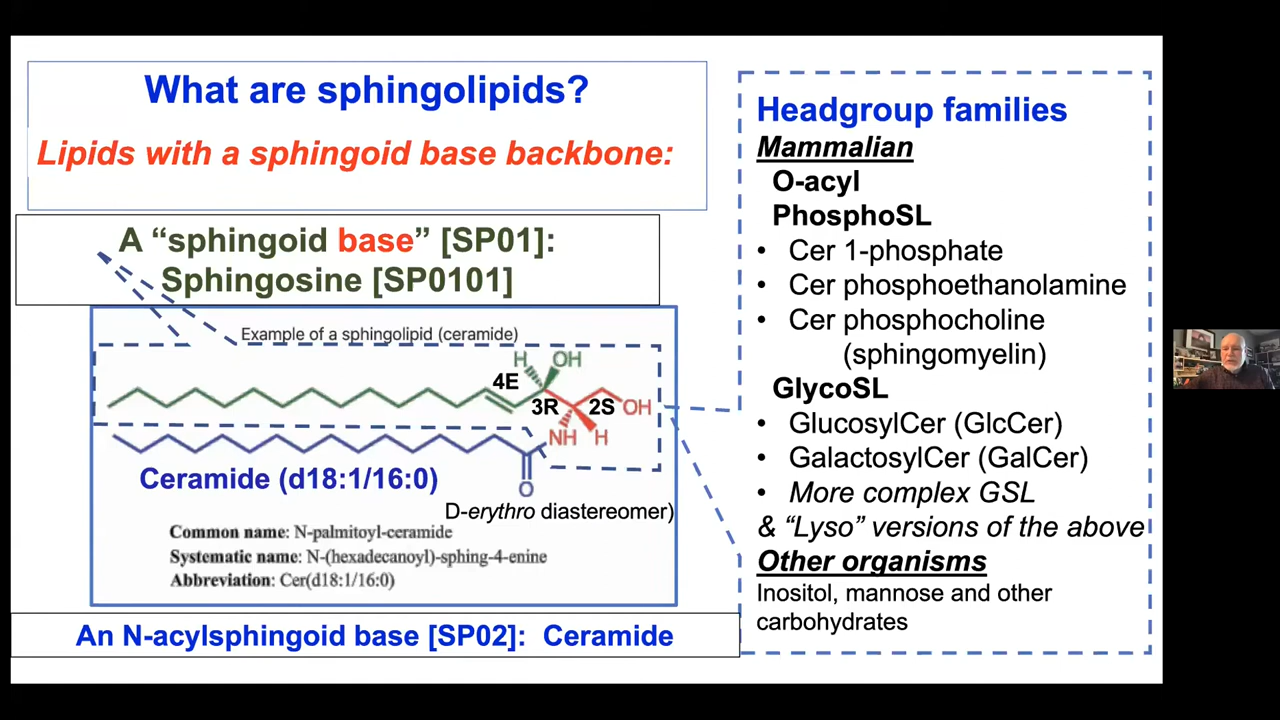 What are sphingolipids?
Lipids with a sphingoid base backbone:
A “sphingoid base” [SP01]:
Sphingosine [SP0101]
Example of a sphingolipid (ceramide)
H
OH
4E
3R
2S
OH
NH
H
O
Ceramide (d18:1/16:0)
D-erythro diastereomer)
Common name: N-palmitoyl-ceramide
Systematic name: N-(hexadecanoyl)-sphing-4-enine
Abbreviation: Cer(d18:1/16:0)
An N-acylsphingoid base [SP02]: Ceramide
Headgroup families
Mammalian
O-acyl
PhosphoSL
• Cer 1-phosphate
• Cer phosphoethanolamine
• Cer phosphocholine
(sphingomyelin)
GlycoSL
• GlucosylCer (GlcCer)
• GalactosylCer (GalCer)
• More complex GSL
& “Lyso” versions of the above
Other organisms
Inositol, mannose and other
carbohydrates